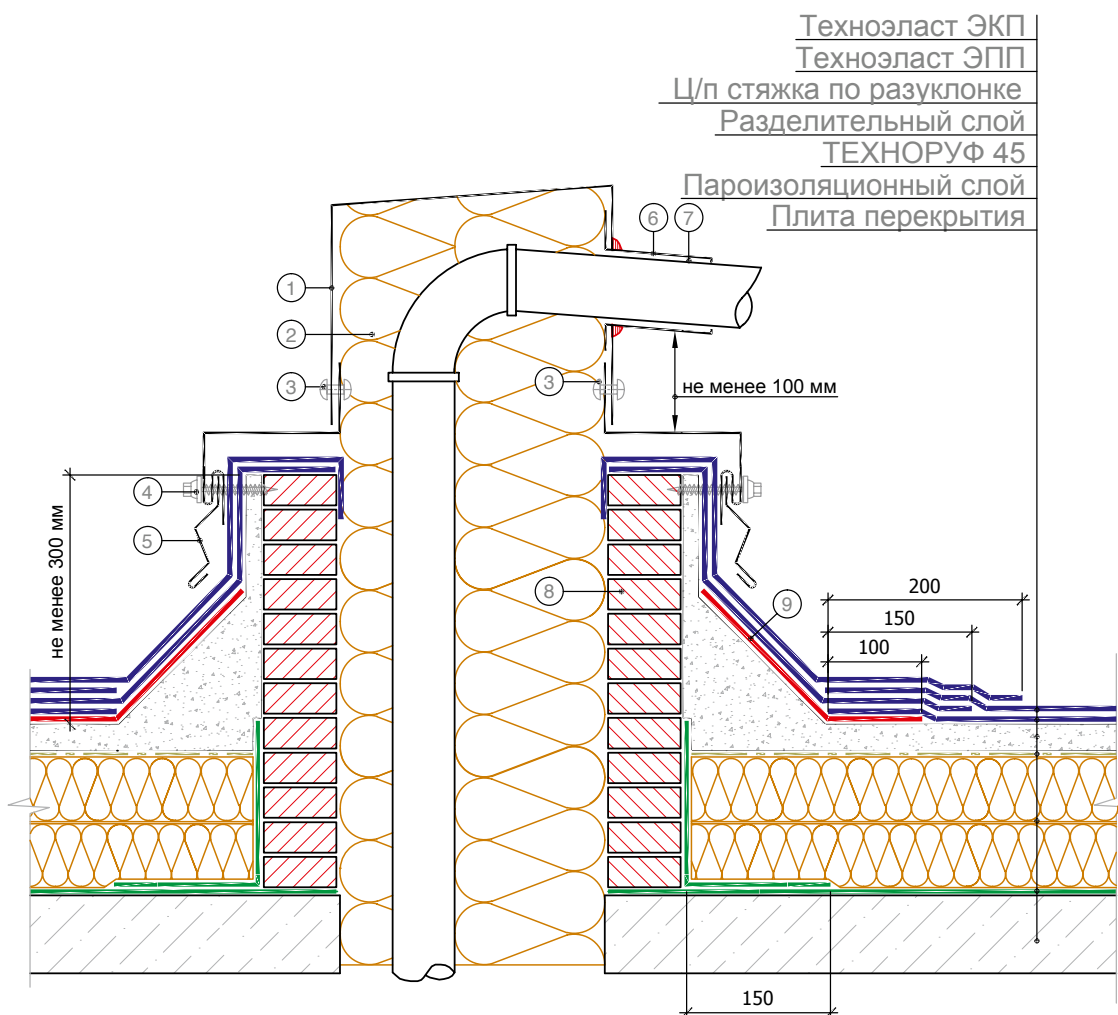 Техноэласт ЭКП
Техноэласт ЭПП
Ц/п стяжка по разуклонке
Разделительный слой
ТЕХНОРУФ 45
Пароизоляционный слой
Плита перекрытия
6 7
1
2
3 3
не менее 100 мм
4
5
не менее 300 мм
8 9
200
150
100
150